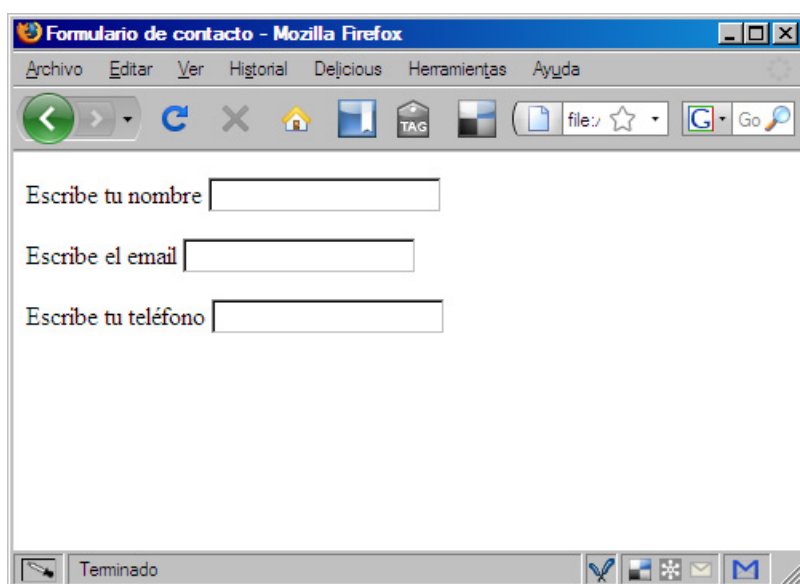 Formulario de contacto - Mozilla Firefox
Archivo Editar Ver Historial Delicious Herramientas Ayuda
TAG file:/ G Go
Escribe tu nombre
Escribe el email
Escribe tu teléfono
Terminado